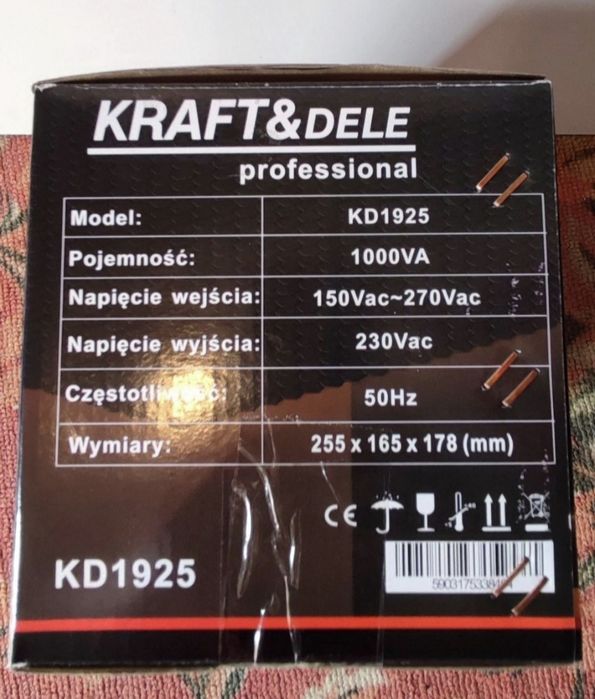 KRAFT&DELE
professional
Model: KD1925
Pojemność: 1000VA
Napięcie wejścia: 150Vac~270Vac
Napięcie wyjścia: 230Vac
Częstotliwość: 50Hz
Wymiary: 255 x 165 x 178 (mm)
CE
KD1925